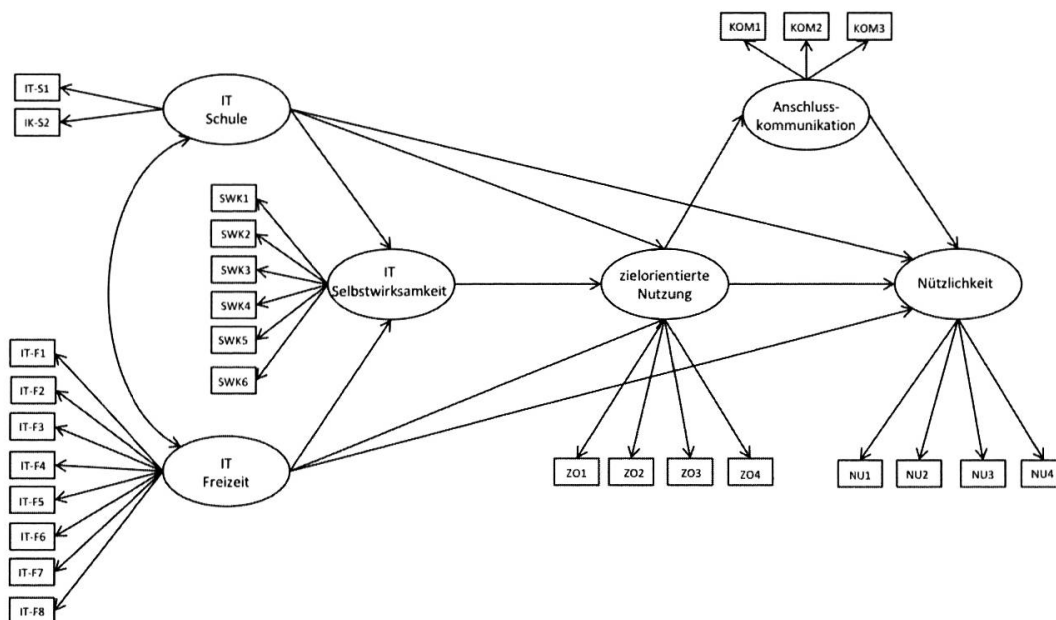 KOM1
KOM2
KOM3
IT-S1
IK-S2
IT
Schule
Anschluss-
kommunikation
SWK1
SWK2
SWK3
SWK4
SWK5
SWK6
IT
Selbstwirksamkeit
zielorientierte
Nutzung
Nützlichkeit
IT-F1
IT-F2
IT-F3
IT-F4
IT-F5
IT-F6
IT-F7
IT-F8
IT
Freizeit
ZO1
ZO2
ZO3
ZO4
NU1
NU2
NU3
NU4